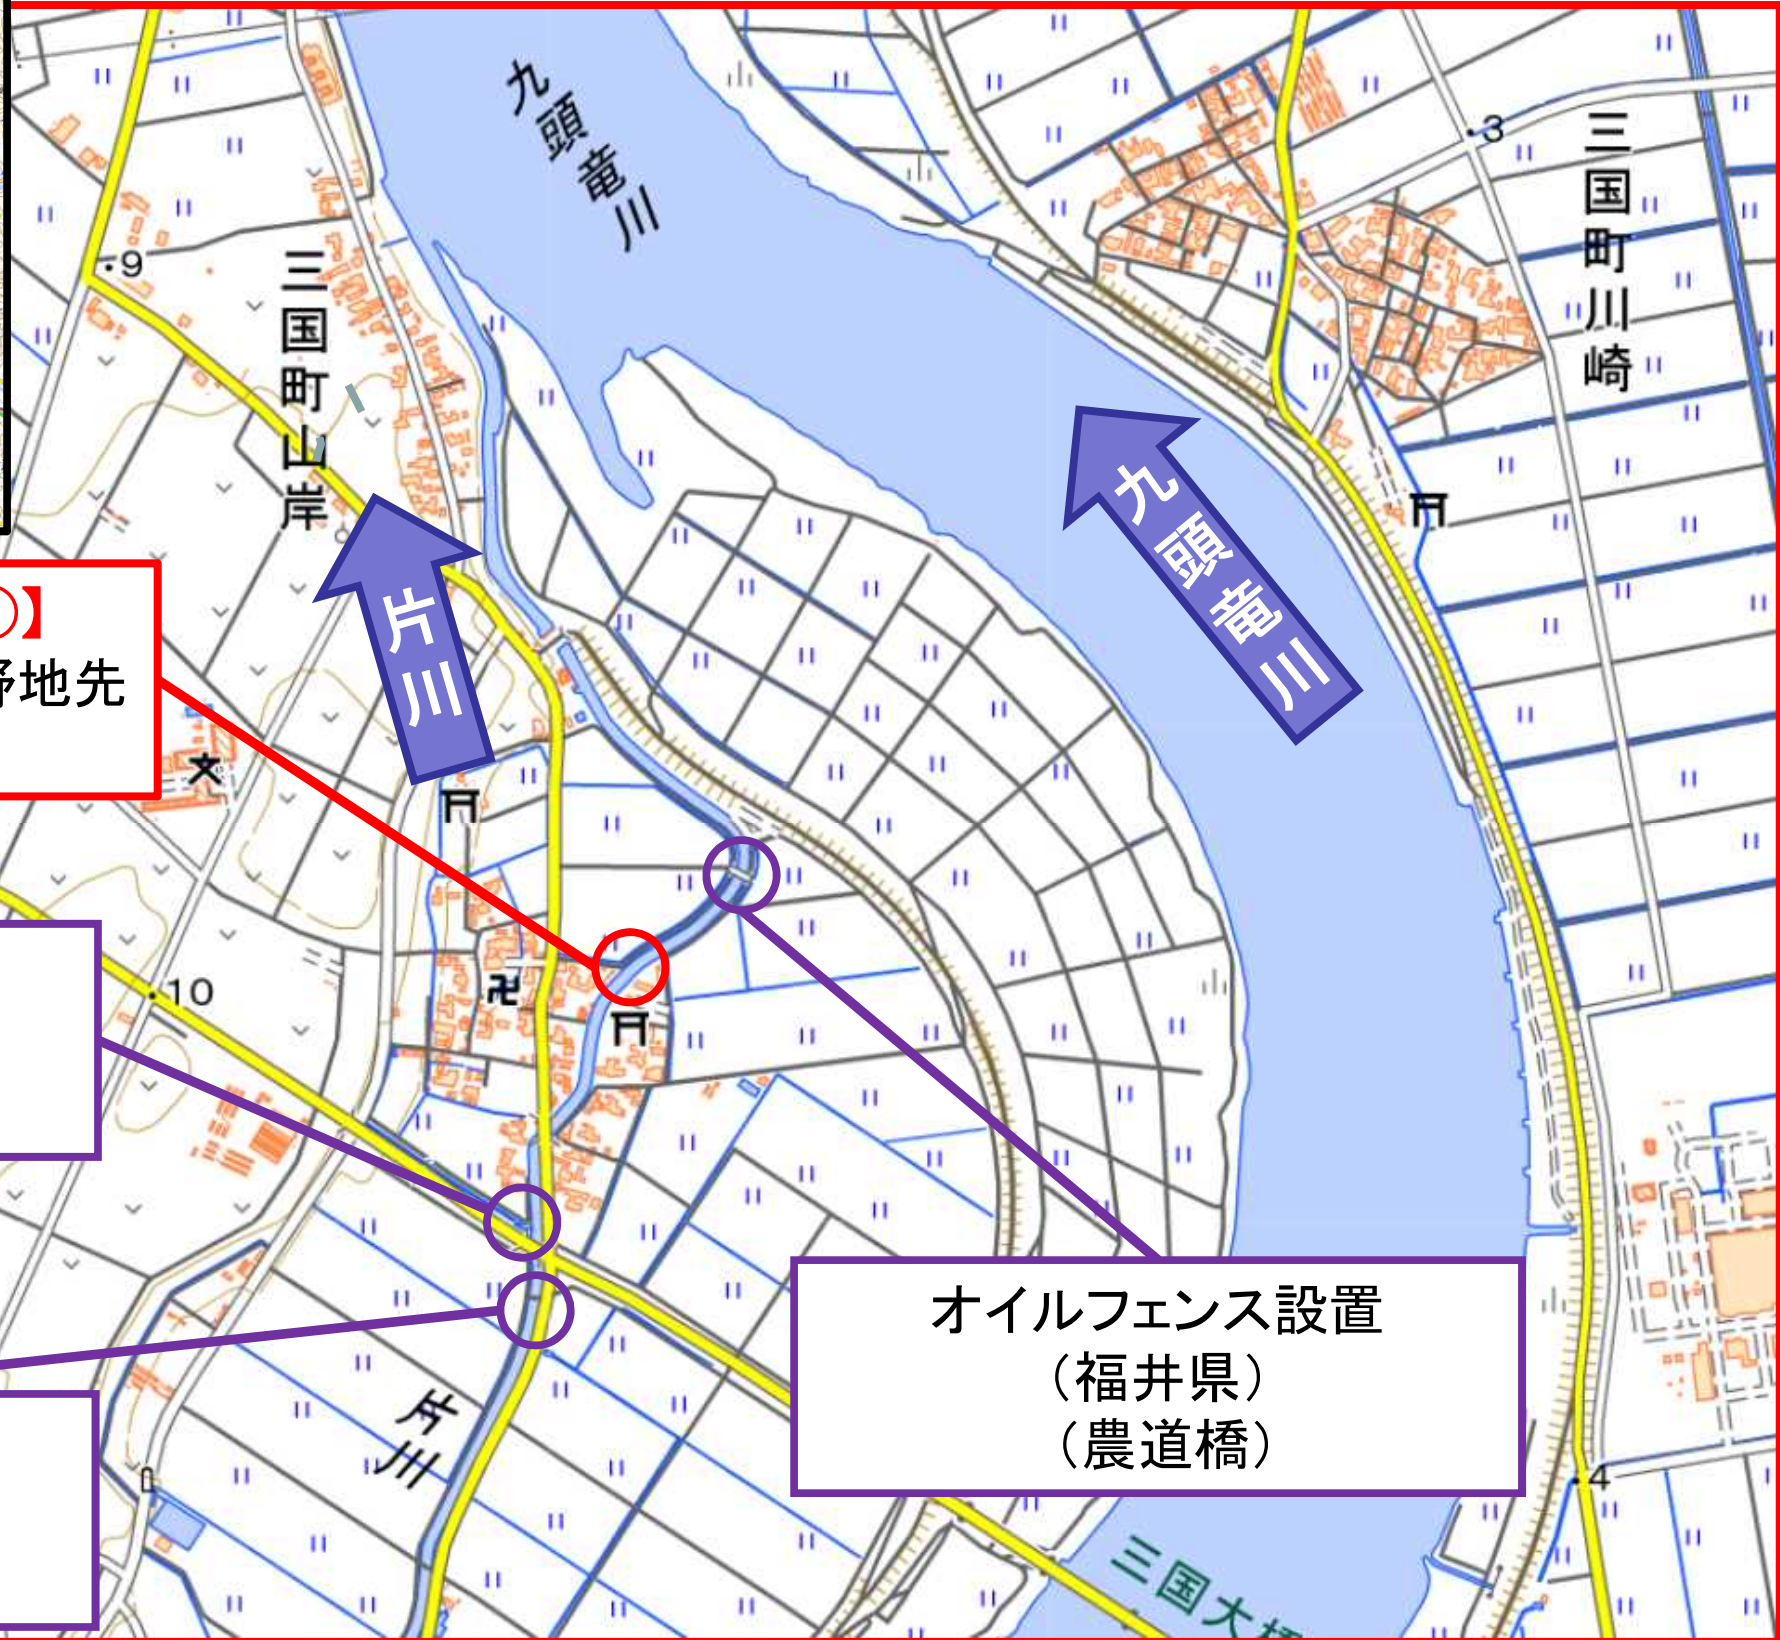 九頭竜川
・3
三国町川崎
・9
三国町山岸
九頭竜川
片川
】
野地先
・10
オイルフェンス設置
（福井県）
（農道橋）
片川
・4
三国大橋